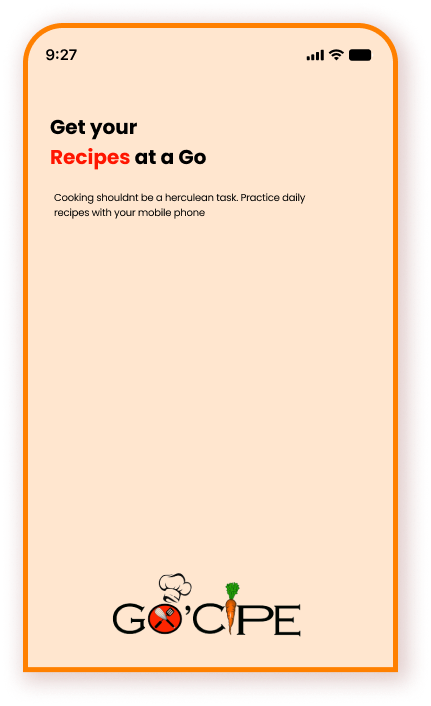 9:27
Get your
Recipes at a Go
Cooking shouldnt be a herculean task. Practice daily
recipes with your mobile phone
GO'CIPE